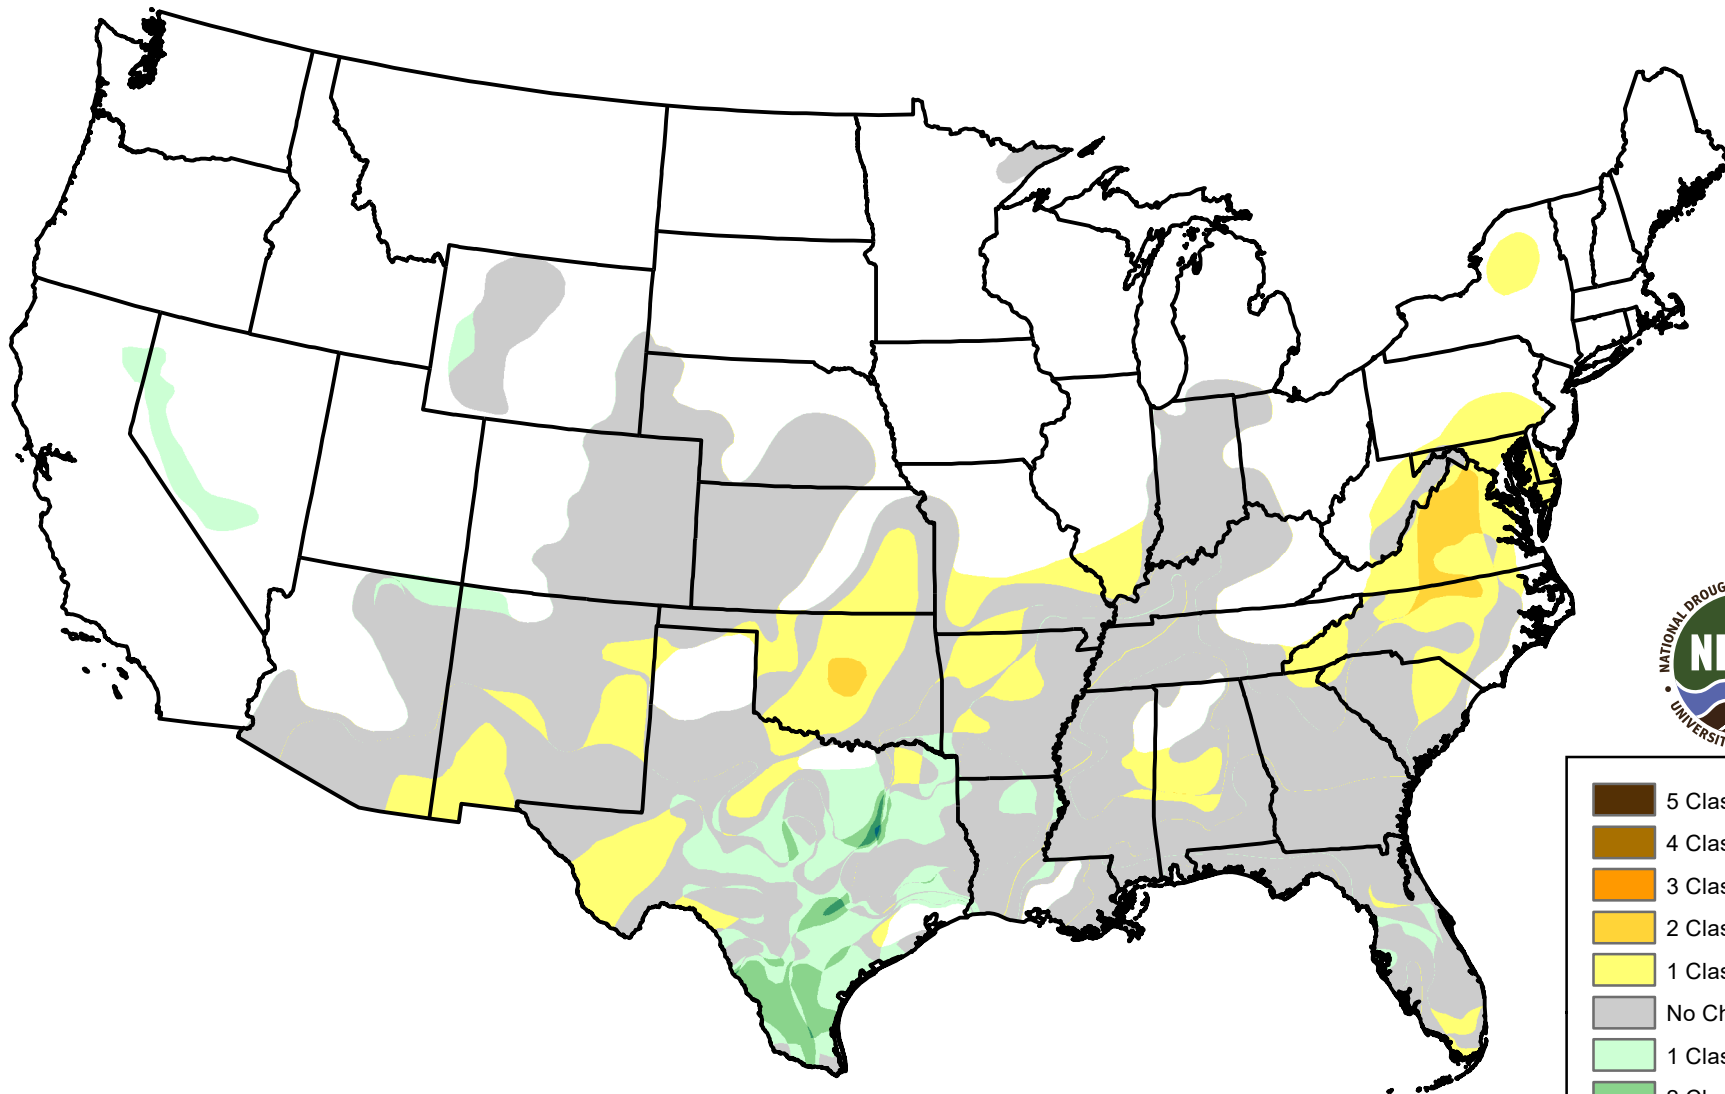 NATIONAL DROUG
UNIVERSIT
5 Clas
4 Clas
3 Clas
2 Clas
1 Clas
No Ch
1 Clas